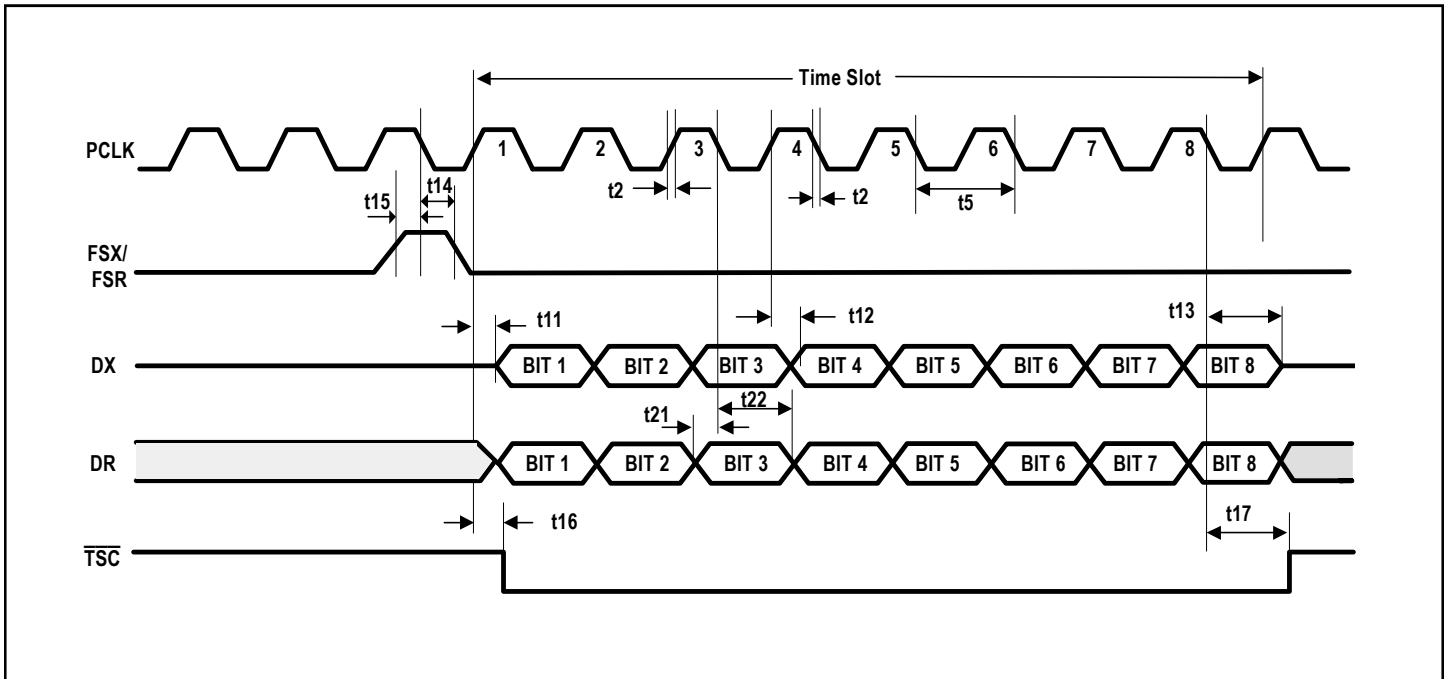 Time Slot
PCLK
1 2 3 4 5 6 7 8
t2 t2 t5
t15 t14
FSX/
FSR
t11 t12 t13
DX
BIT 1 BIT 2 BIT 3 BIT 4 BIT 5 BIT 6 BIT 7 BIT 8
t21 t22
DR
BIT 1 BIT 2 BIT 3 BIT 4 BIT 5 BIT 6 BIT 7 BIT 8
t16 t17
TSC